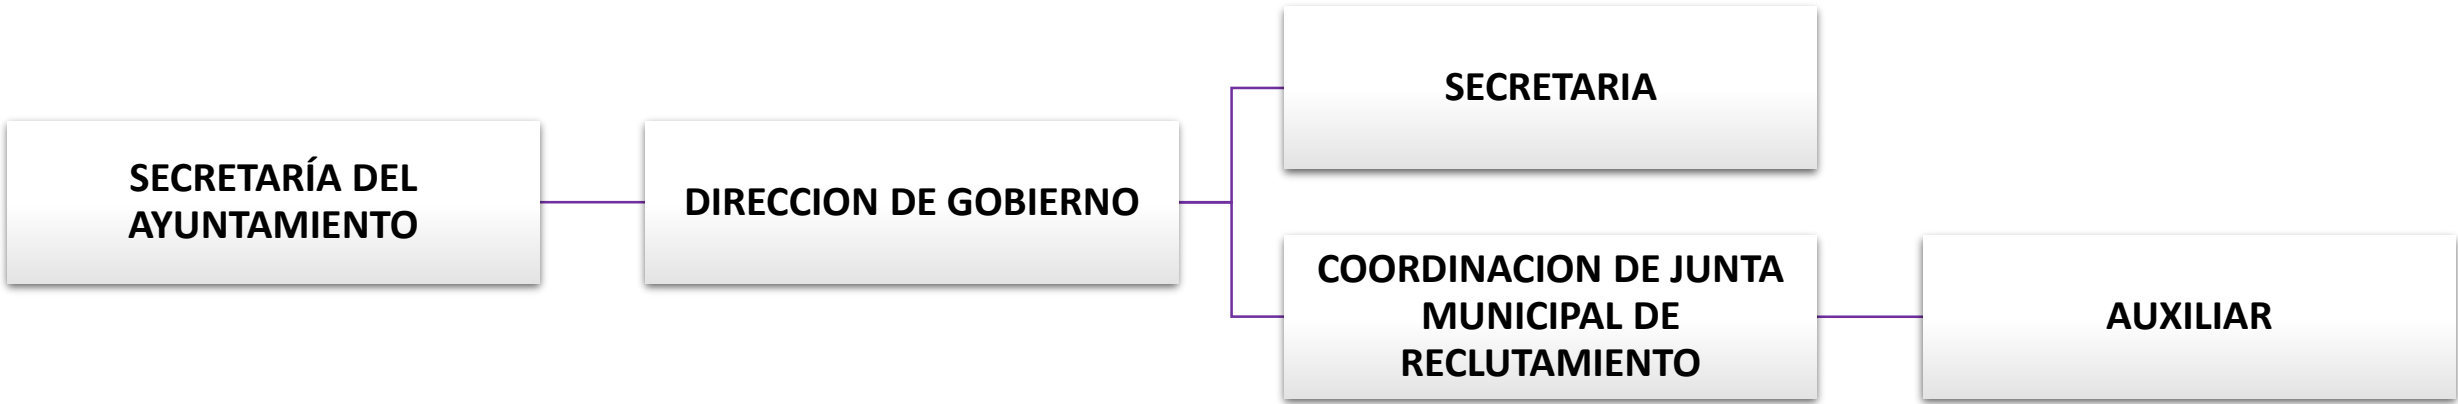 SECRETARÍA DEL
AYUNTAMIENTO
DIRECCION DE GOBIERNO
SECRETARIA
COORDINACION DE JUNTA
MUNICIPAL DE
RECLUTAMIENTO
AUXILIAR